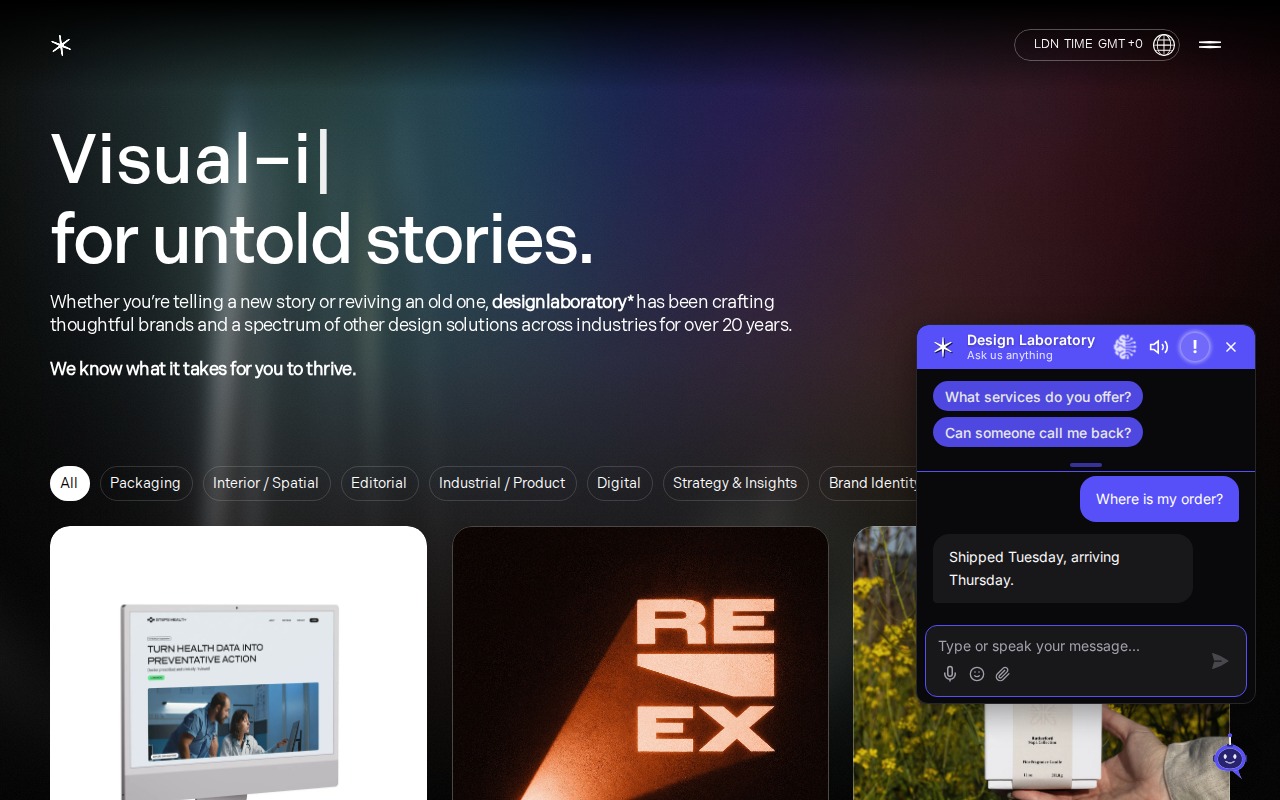 LDN TIME GMT +0
Visual–i|
for untold stories.
Whether you’re telling a new story or reviving an old one, designlaboratory* has been crafting
thoughtful brands and a spectrum of other design solutions across industries for over 20 years.
We know what it takes for you to thrive.
All
Packaging
Interior / Spatial
Editorial
Industrial / Product
Digital
Strategy & Insights
Brand Identity
TURN HEALTH DATA INTO
PREVENTATIVE ACTION
RE
EX
Design Laboratory
Ask us anything
What services do you offer?
Can someone call me back?
Where is my order?
Shipped Tuesday, arriving
Thursday.
Type or speak your message...